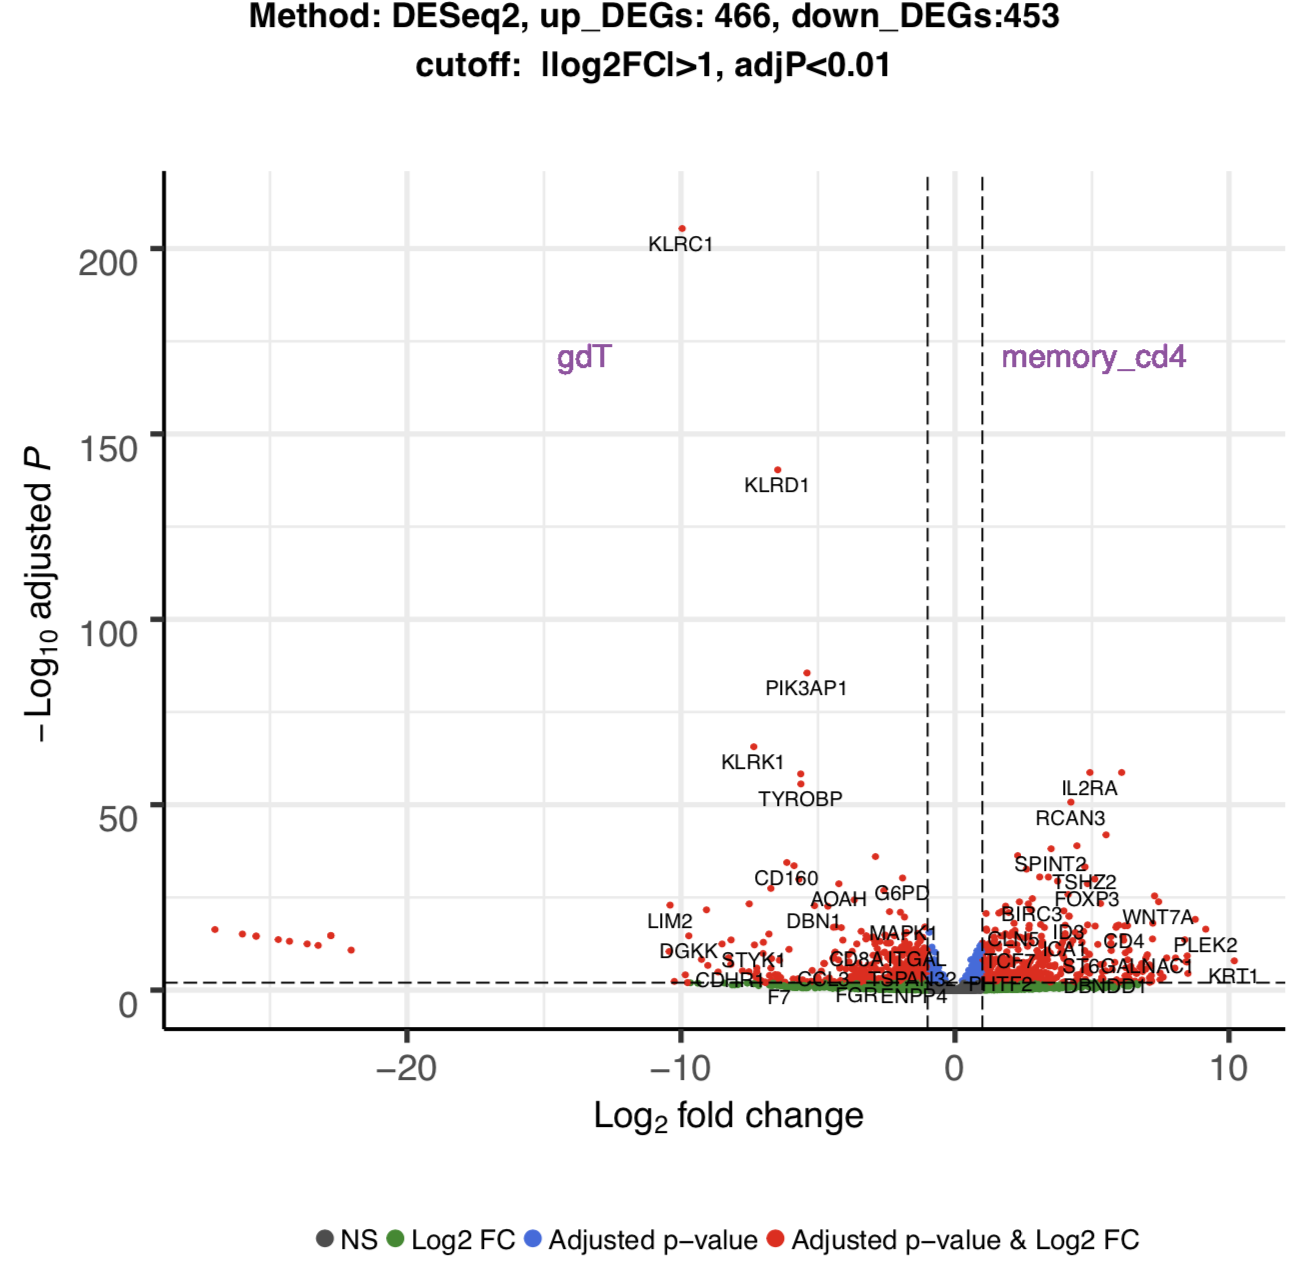 Method: DESeq2, up_DEGs: 466, down_DEGs:453
cutoff:  |log2FC|>1, adjP<0.01
200
150
100
50
0
−Log10 adjusted P
gdT
memory_cd4
KLRC1
KLRD1
PIK3AP1
KLRK1
TYROBP
IL2RA
RCAN3
SPINT2
CD160
TSHZ2
G6PD
AOAH
FOXP3
BIRC3
LIM2
DBN1
WNT7A
MAPK1
ID3
CLN5
CD4
PLEK2
DGKK
ICA1
STYK1
CD8A
ITGAL
TCF7
ST6GALNAC1
KRT1
CDHR1
CCL3
TSPAN32
PHTF2
DBNDD1
F7
FGR
ENPP4
−20
−10
0
10
Log2 fold change
NS
Log2 FC
Adjusted p−value
Adjusted p−value & Log2 FC